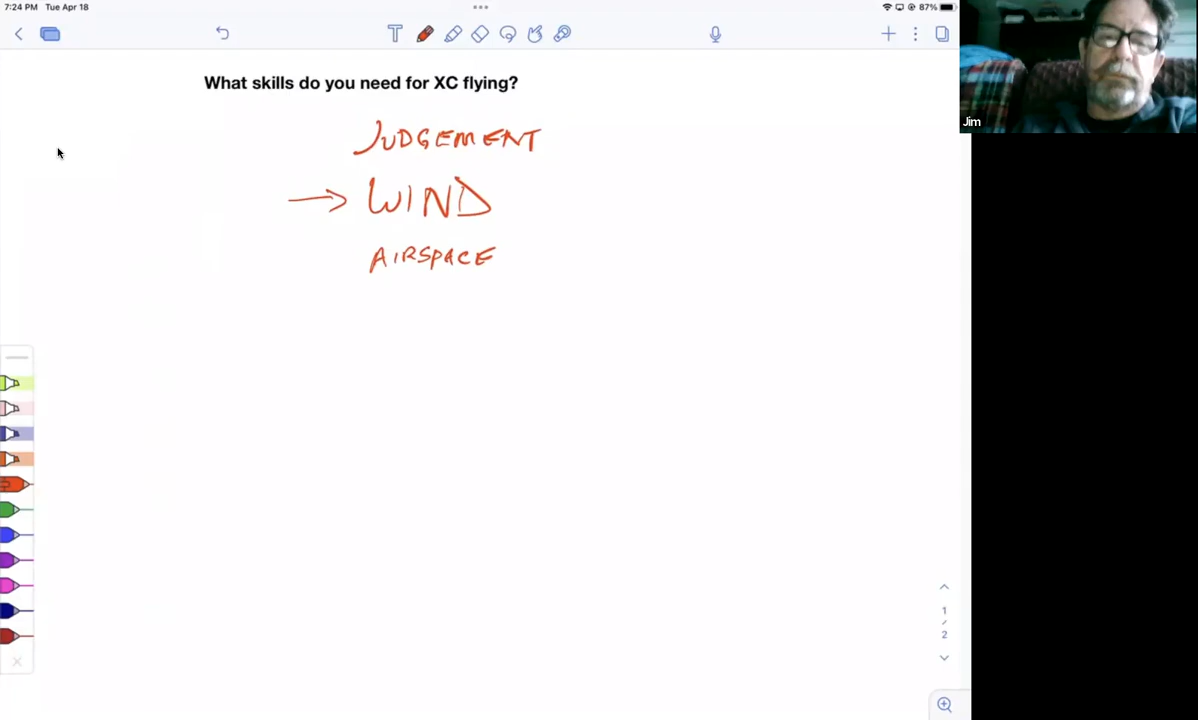 7:24 PM Tue Apr 18
87%
What skills do you need for XC flying?
JUDGEMENT
→ WIND
AIRSPACE
Jim
1
/
2